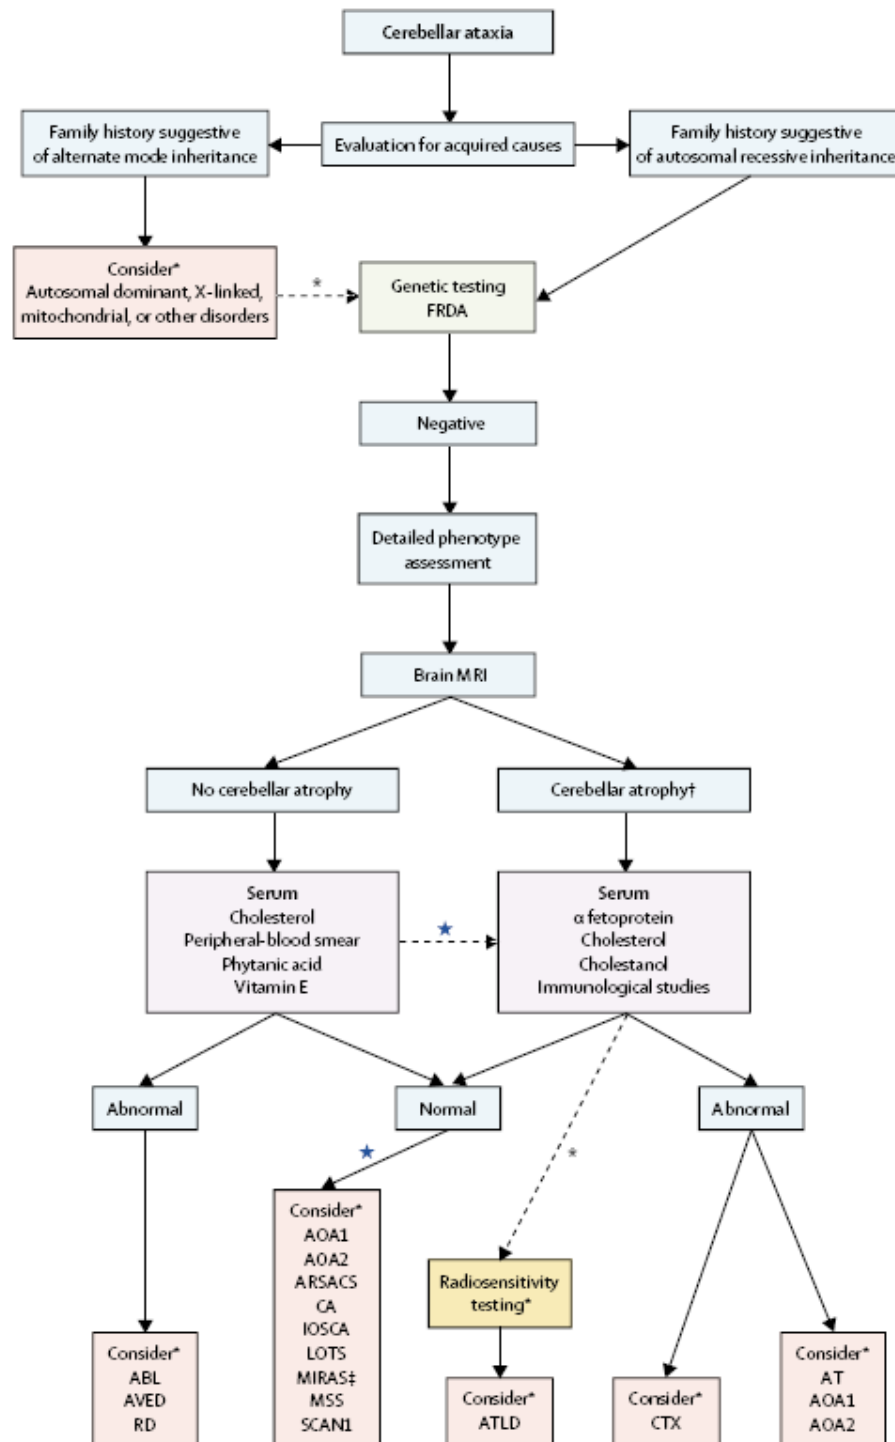 Cerebellar ataxia
Family history suggestive
of alternate mode inheritance
Evaluation for acquired causes
Family history suggestive
of autosomal recessive inheritance
Consider*
Autosomal dominant, X-linked,
mitochondrial, or other disorders
*
Genetic testing
FRDA
Negative
Detailed phenotype
assessment
Brain MRI
No cerebellar atrophy
Cerebellar atrophy†
Serum
Cholesterol
Peripheral-blood smear
Phytanic acid
Vitamin E
★
Serum
α fetoprotein
Cholesterol
Cholestanol
Immunological studies
Abnormal
Normal
Abnormal
★
*
Consider*
ABL
AVED
RD
Consider*
AOA1
AOA2
ARSACS
CA
IOSCA
LOTS
MIRAS‡
MSS
SCAN1
Radiosensitivity
testing*
Consider*
ATLD
Consider*
CTX
Consider*
AT
AOA1
AOA2